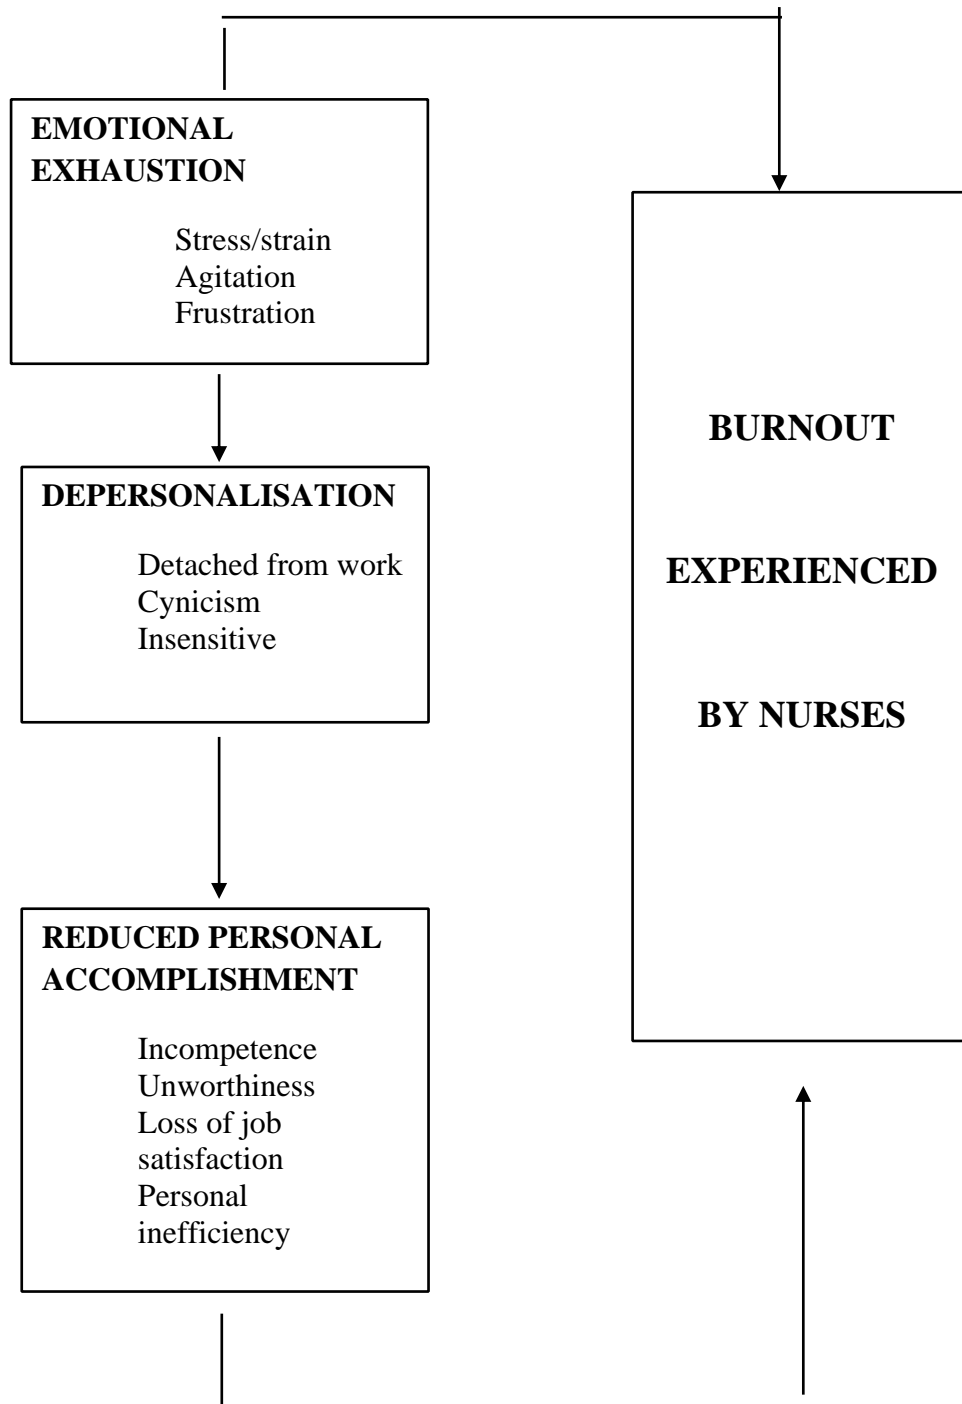 EMOTIONAL
EXHAUSTION
Stress/strain
Agitation
Frustration
DEPERSONALISATION
Detached from work
Cynicism
Insensitive
REDUCED PERSONAL
ACCOMPLISHMENT
Incompetence
Unworthiness
Loss of job
satisfaction
Personal
inefficiency
BURNOUT
EXPERIENCED
BY NURSES